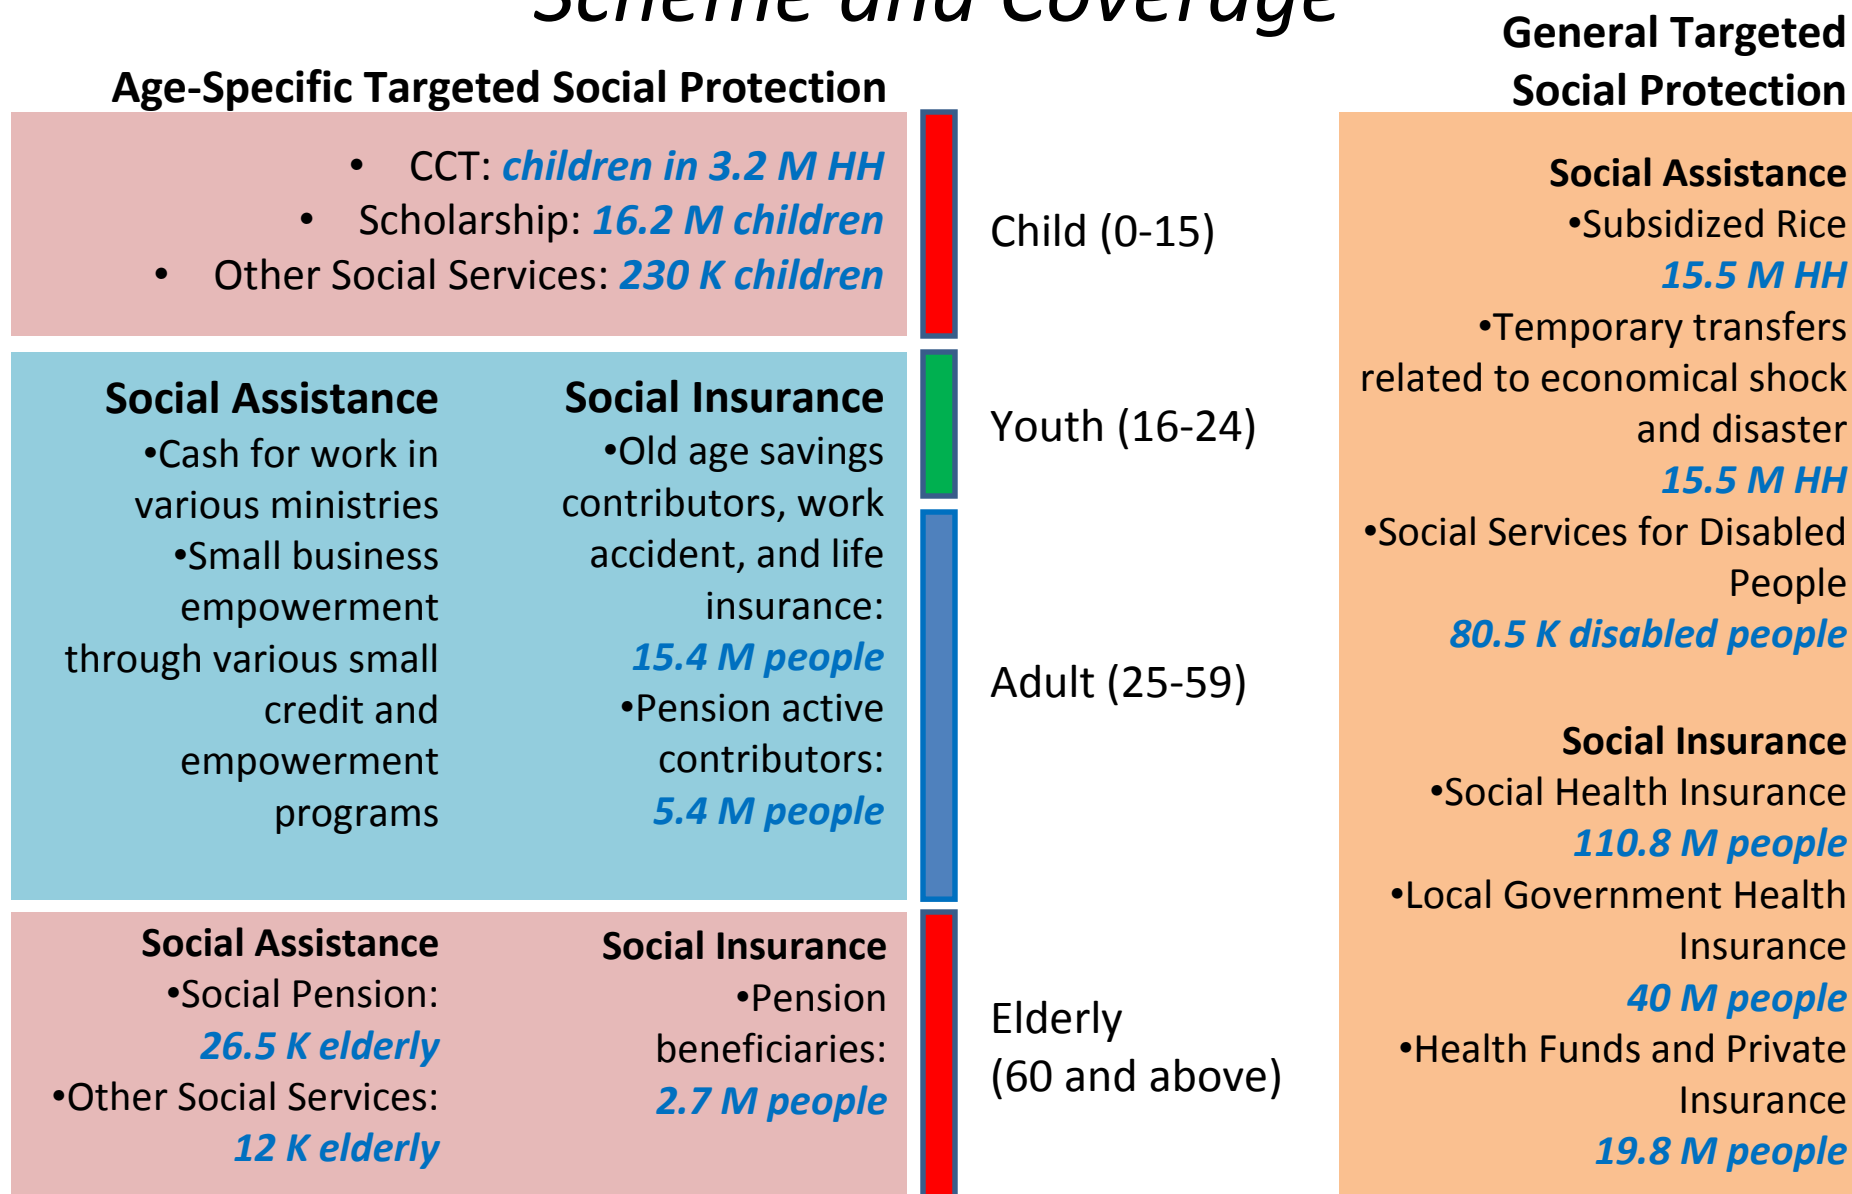 Scheme and Coverage
Age-Specific Targeted Social Protection
• CCT: children in 3.2 M HH
• Scholarship: 16.2 M children
• Other Social Services: 230 K children
Social Assistance
•Cash for work in
various ministries
•Small business
empowerment
through various small
credit and
empowerment
programs
Social Insurance
•Old age savings
contributors, work
accident, and life
insurance:
15.4 M people
•Pension active
contributors:
5.4 M people
Social Assistance
•Social Pension:
26.5 K elderly
•Other Social Services:
12 K elderly
Social Insurance
•Pension
beneficiaries:
2.7 M people
Child (0-15)
Youth (16-24)
Adult (25-59)
Elderly
(60 and above)
General Targeted
Social Protection
Social Assistance
•Subsidized Rice
15.5 M HH
•Temporary transfers
related to economical shock
and disaster
15.5 M HH
•Social Services for Disabled
People
80.5 K disabled people
Social Insurance
•Social Health Insurance
110.8 M people
•Local Government Health
Insurance
40 M people
•Health Funds and Private
Insurance
19.8 M people